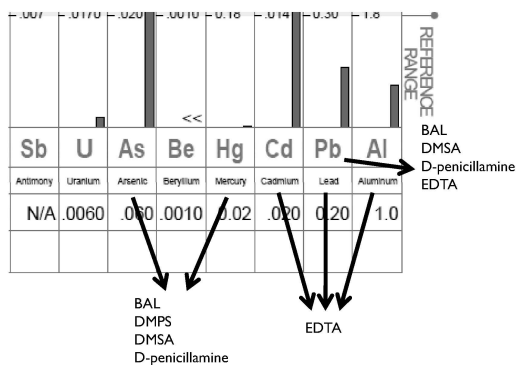 .007 .0170 .020 .0010 0.18 .014 0.30 1.8
REFERENCE
RANGE
<<
Sb U As Be Hg Cd Pb Al
Antimony Uranium Arsenic Beryllium Mercury Cadmium Lead Aluminum
N/A .0060 .060 .0010 0.02 .020 0.20 1.0
BAL
DMSA
D-penicillamine
EDTA
BAL
DMPS
DMSA
D-penicillamine
EDTA